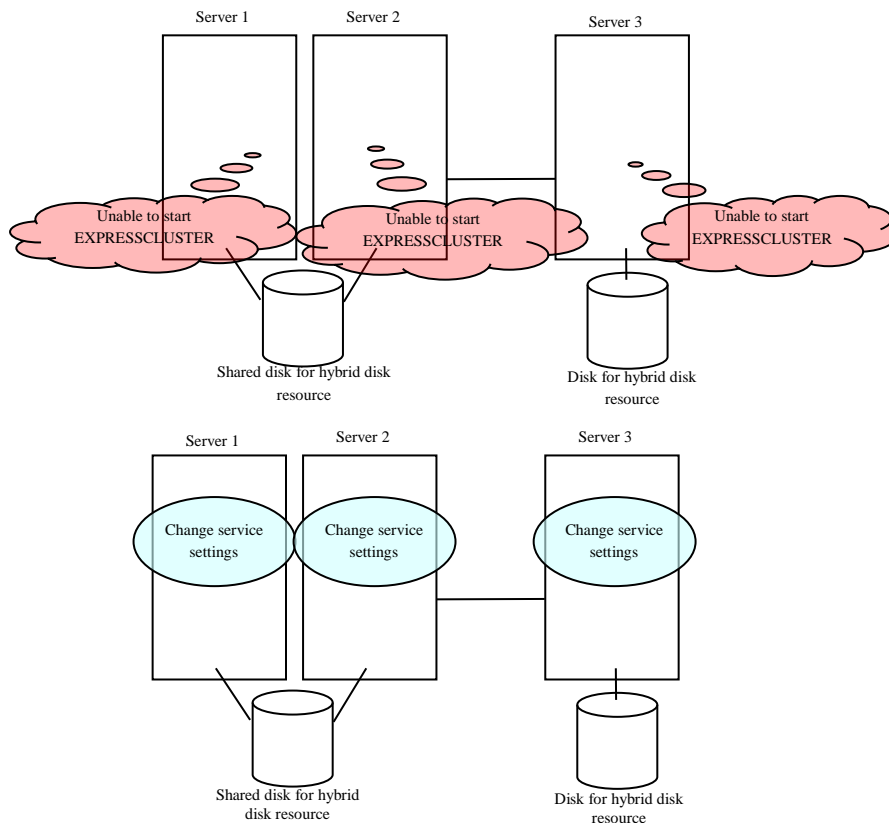 Server 1
Server 2
Server 3
Unable to start
EXPRESSCLUSTER
Unable to start
EXPRESSCLUSTER
Unable to start
EXPRESSCLUSTER
Shared disk for hybrid disk
resource
Disk for hybrid disk
resource
Server 1
Server 2
Server 3
Change service
settings
Change service
settings
Change service
settings
Shared disk for hybrid
disk resource
Disk for hybrid disk
resource